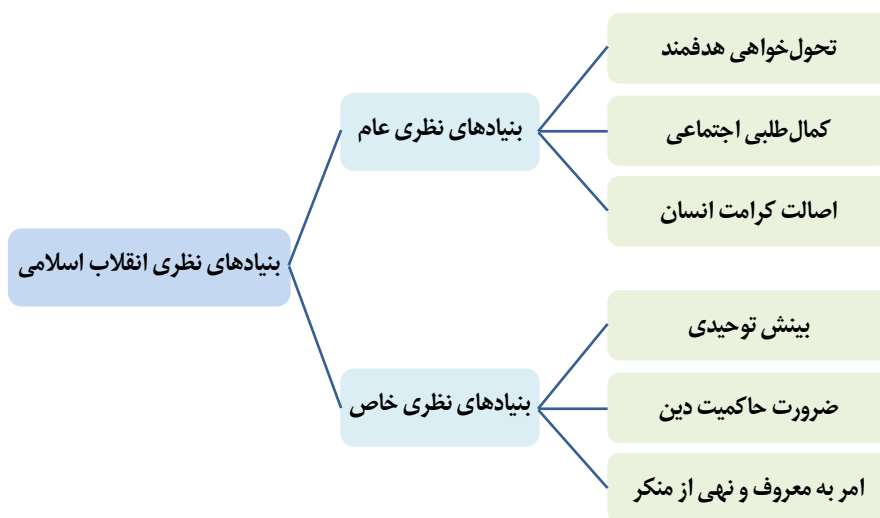 بنیادهای نظری انقلاب اسلامی
بنیادهای نظری عام
تحول‌خواهی هدفمند
کمال‌طلبی اجتماعی
اصالت کرامت انسان
بنیادهای نظری خاص
بینش توحیدی
ضرورت حاکمیت دین
امر به معروف و نهی از منکر